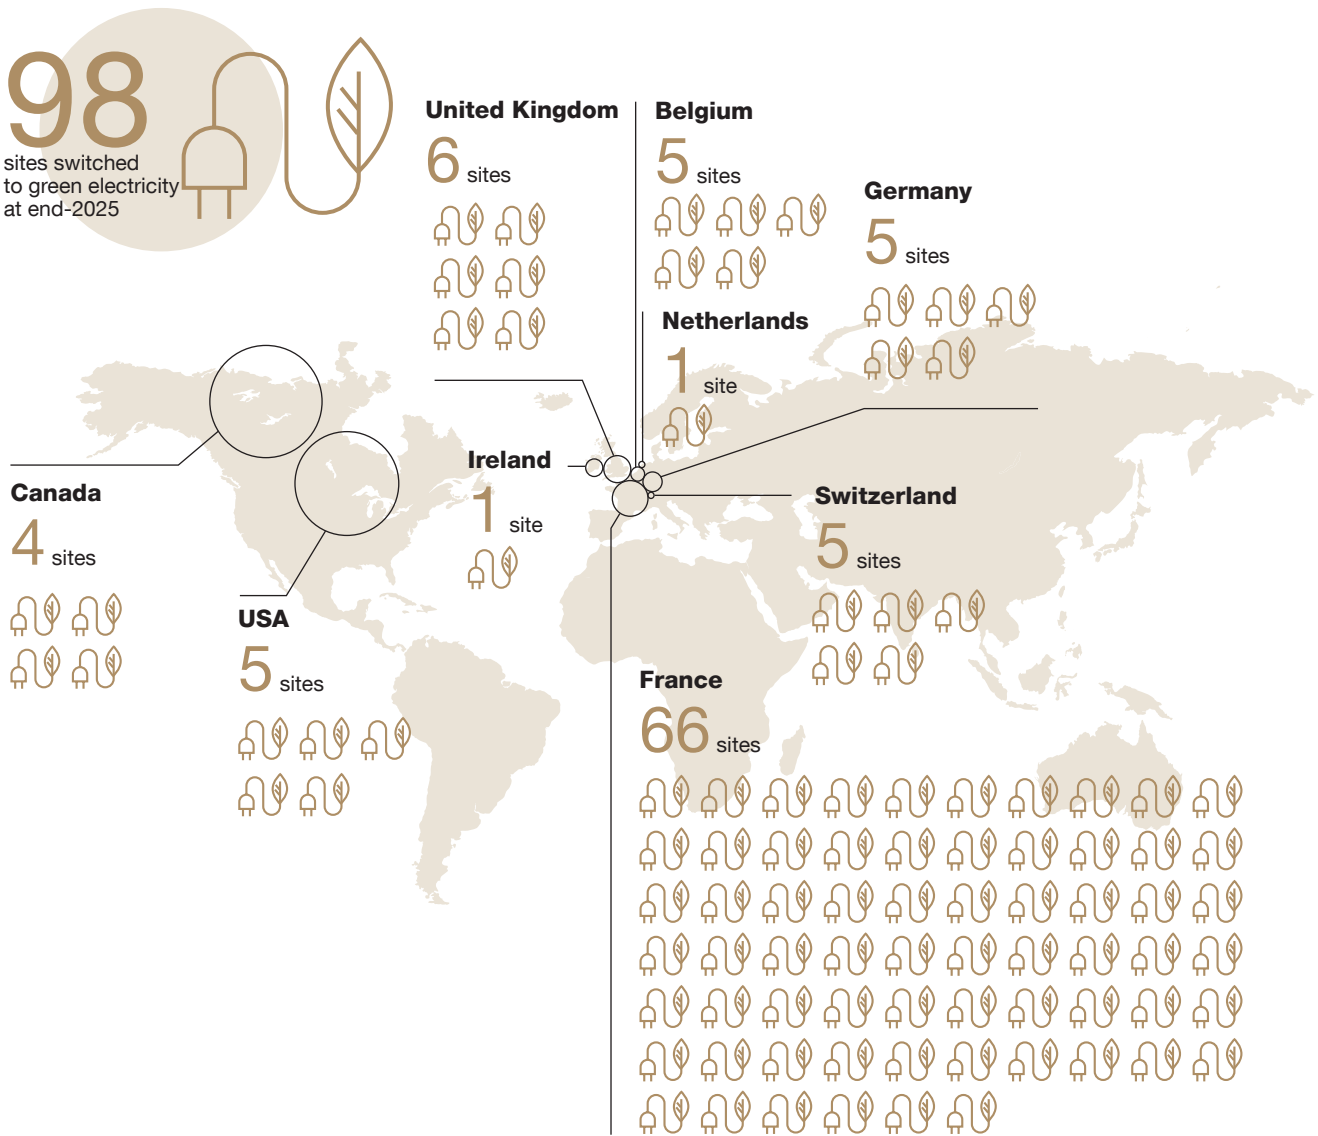 98
sites switched
to green electricity
at end-2025
United Kingdom
6 sites
Belgium
5 sites
Germany
5 sites
Netherlands
1 site
Ireland
1 site
Switzerland
5 sites
Canada
4 sites
USA
5 sites
France
66 sites